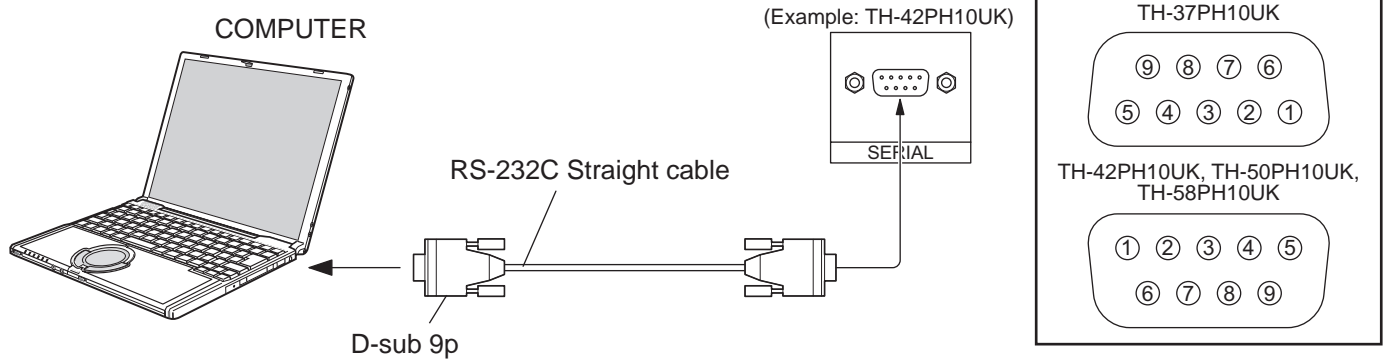 COMPUTER
(Example: TH-42PH10UK)
SERIAL
RS-232C Straight cable
D-sub 9p
TH-37PH10UK
⑨ ⑧ ⑦ ⑥
⑤ ④ ③ ② ①
TH-42PH10UK, TH-50PH10UK,
TH-58PH10UK
① ② ③ ④ ⑤
⑥ ⑦ ⑧ ⑨